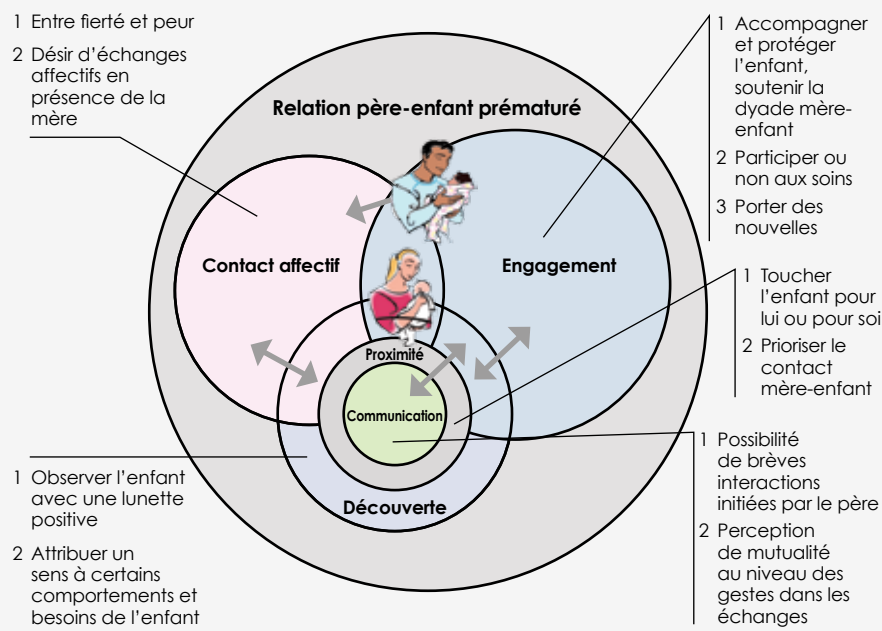 1 Entre fierté et peur
2 Désir d'échanges
affectifs en
présence de la
mère
Relation père-enfant prématuré
1 Accompagner
et protéger
l'enfant,
soutenir la
dyade mère-
enfant
2 Participer ou
non aux soins
3 Porter des
nouvelles
Contact affectif
Engagement
1 Toucher
l'enfant pour
lui ou pour soi
2 Prioriser le
contact
mère-enfant
Proximité
Communication
Découverte
1 Observer l'enfant
avec une lunette
positive
2 Attribuer un
sens à certains
comportements et
besoins de l'enfant
1 Possibilité
de brèves
interactions
initiées par le père
2 Perception
de mutualité
au niveau des
gestes dans les
échanges